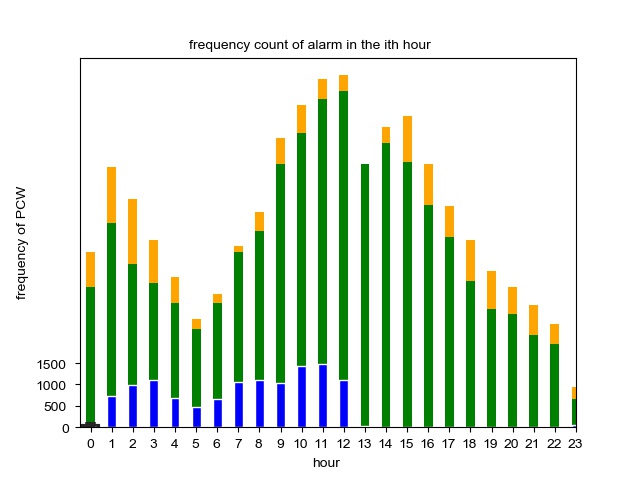 frequency count of alarm in the ith hour
frequency of PCW
1500
1000
500
0
0 1 2 3 4 5 6 7 8 9 10 11 12 13 14 15 16 17 18 19 20 21 22 23
hour